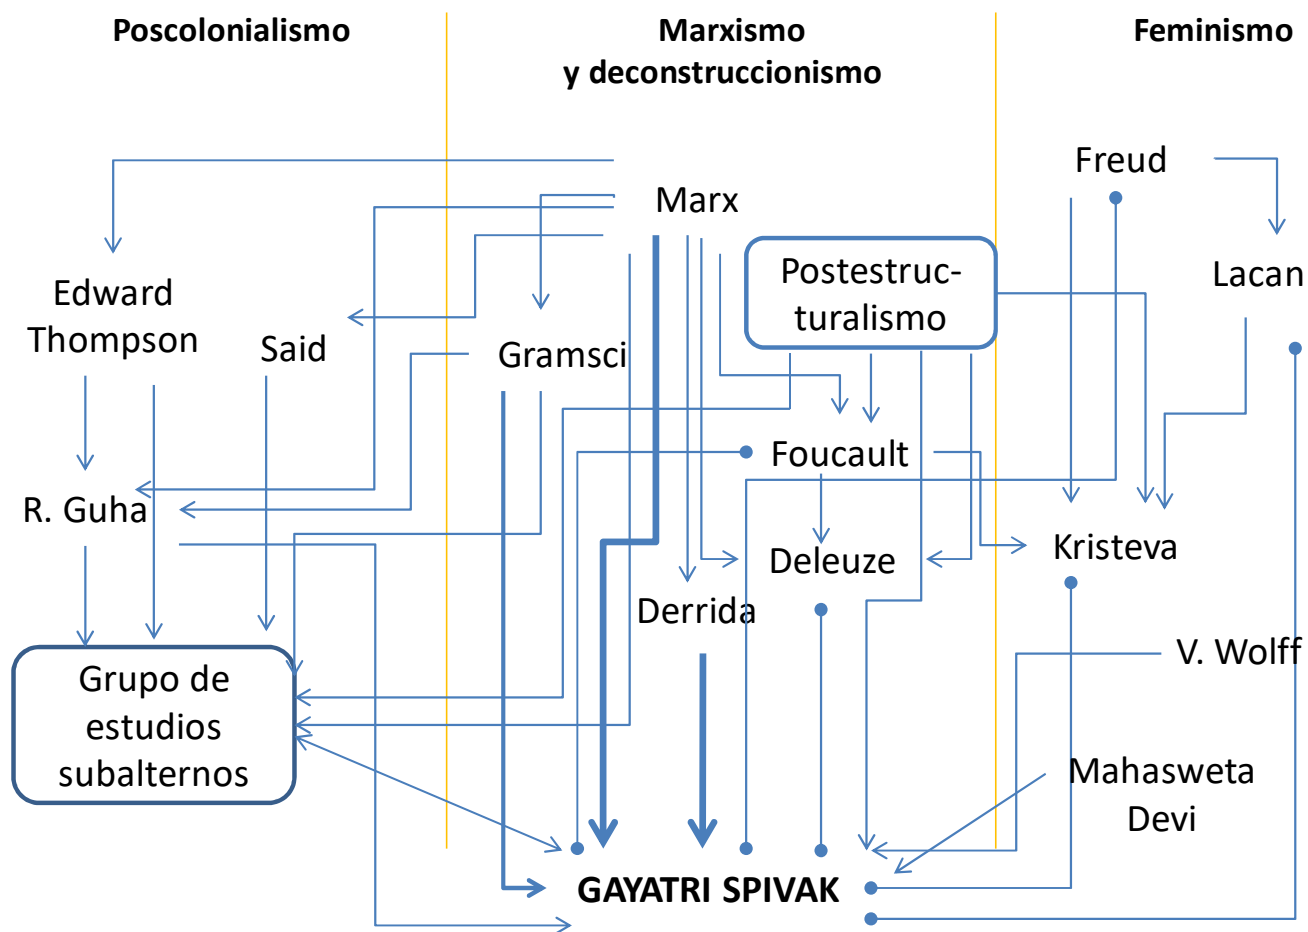 Poscolonialismo
Marxismo
y deconstruccionismo
Feminismo
Freud
Marx
Postestruc-
turalismo
Lacan
Edward
Thompson
Said
Gramsci
Foucault
R. Guha
Deleuze
Kristeva
Derrida
V. Wolff
Grupo de
estudios
subalternos
Mahasweta
Devi
GAYATRI SPIVAK